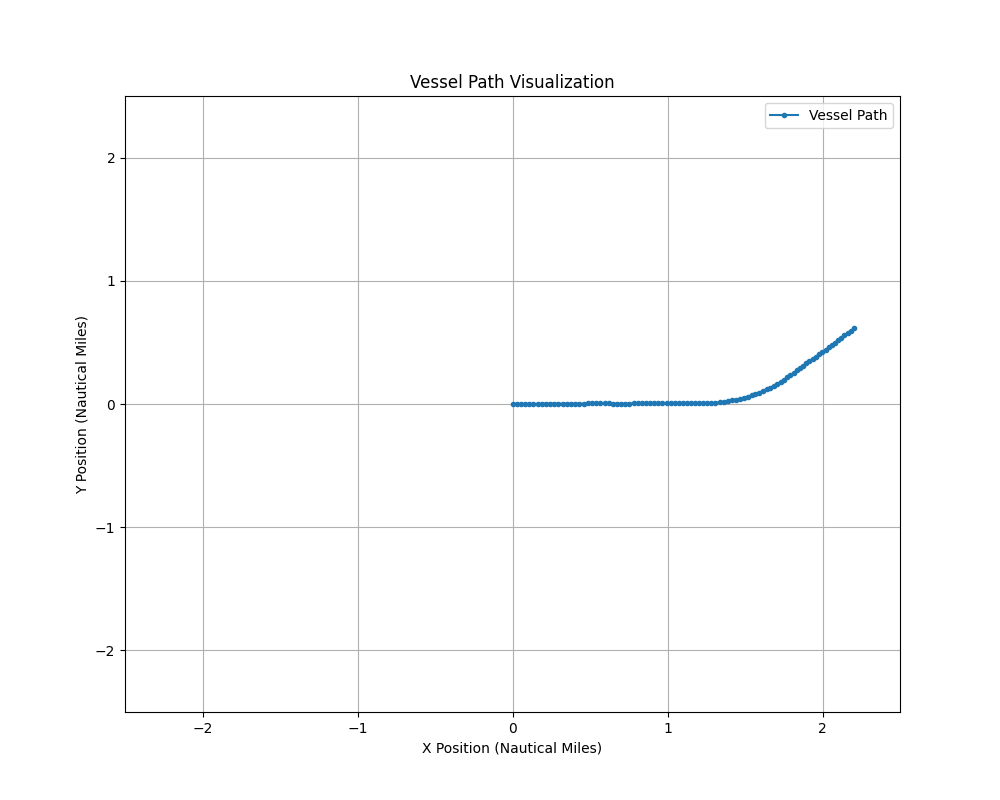 Vessel Path Visualization
Vessel Path
2
1
0
−1
−2
Y Position (Nautical Miles)
−2
−1
0
1
2
X Position (Nautical Miles)